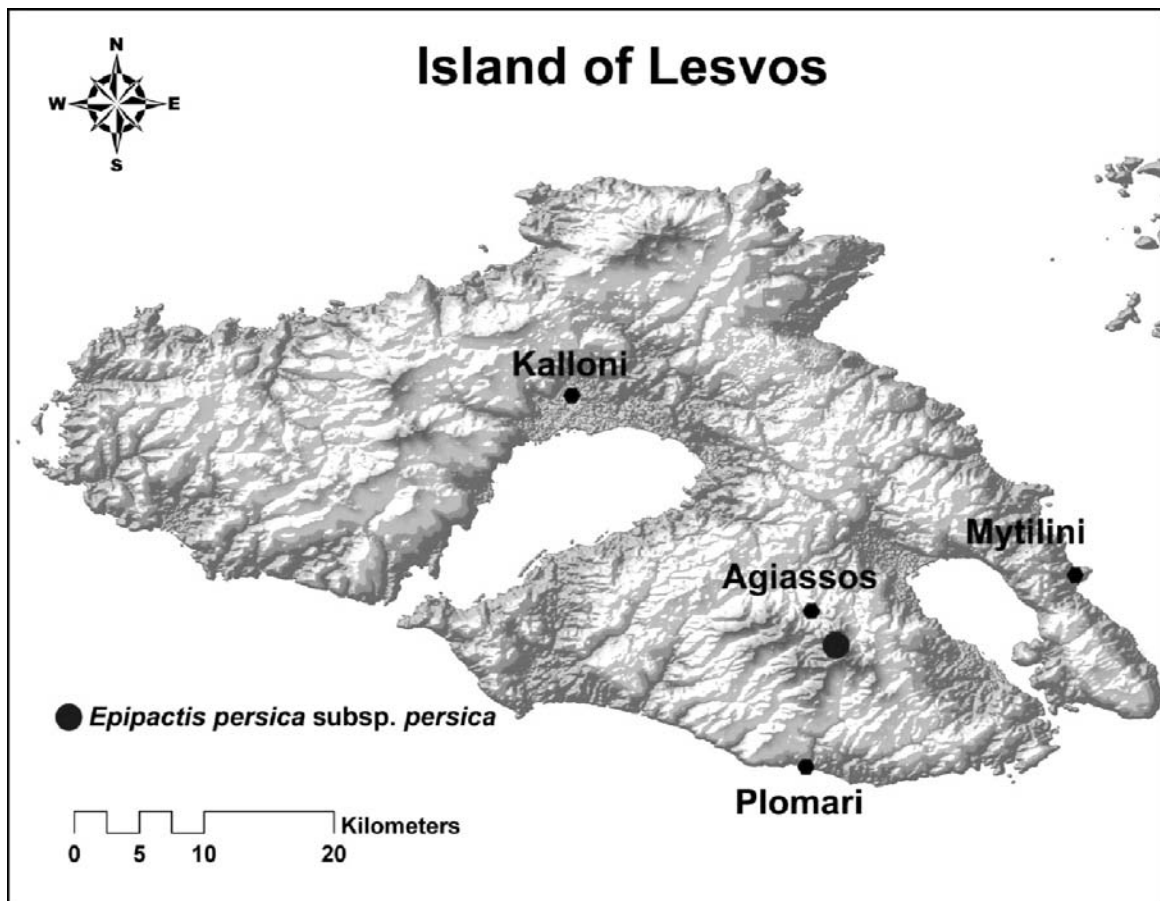 Island of Lesvos
N
W E
S
Kalloni
Mytilini
Agiassos
Epipactis persica subsp. persica
Plomari
Kilometers
0 5 10 20